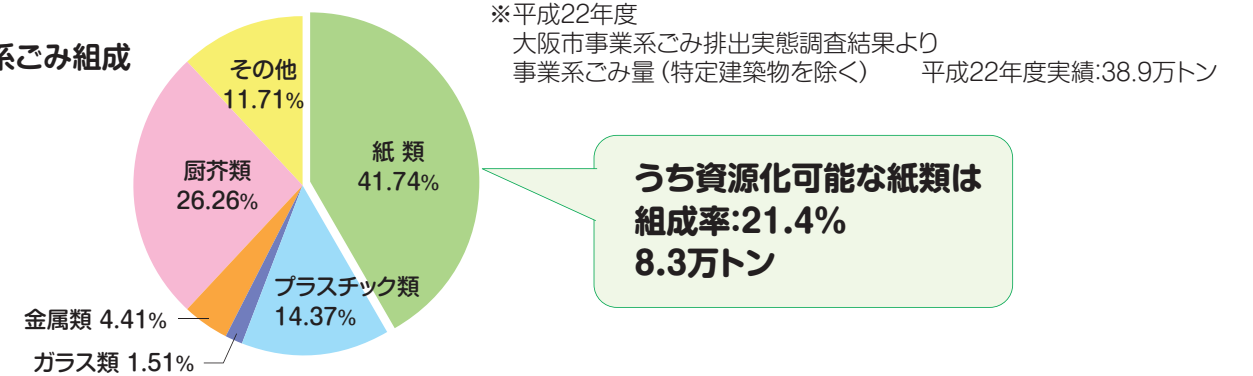 系ごみ組成
※平成22年度
大阪市事業系ごみ排出実態調査結果より
事業系ごみ量（特定建築物を除く）　平成22年度実績:38.9万トン
その他
11.71%
紙 類
41.74%
厨芥類
26.26%
プラスチック類
14.37%
金属類 4.41%
ガラス類 1.51%
うち資源化可能な紙類は
組成率:21.4%
8.3万トン